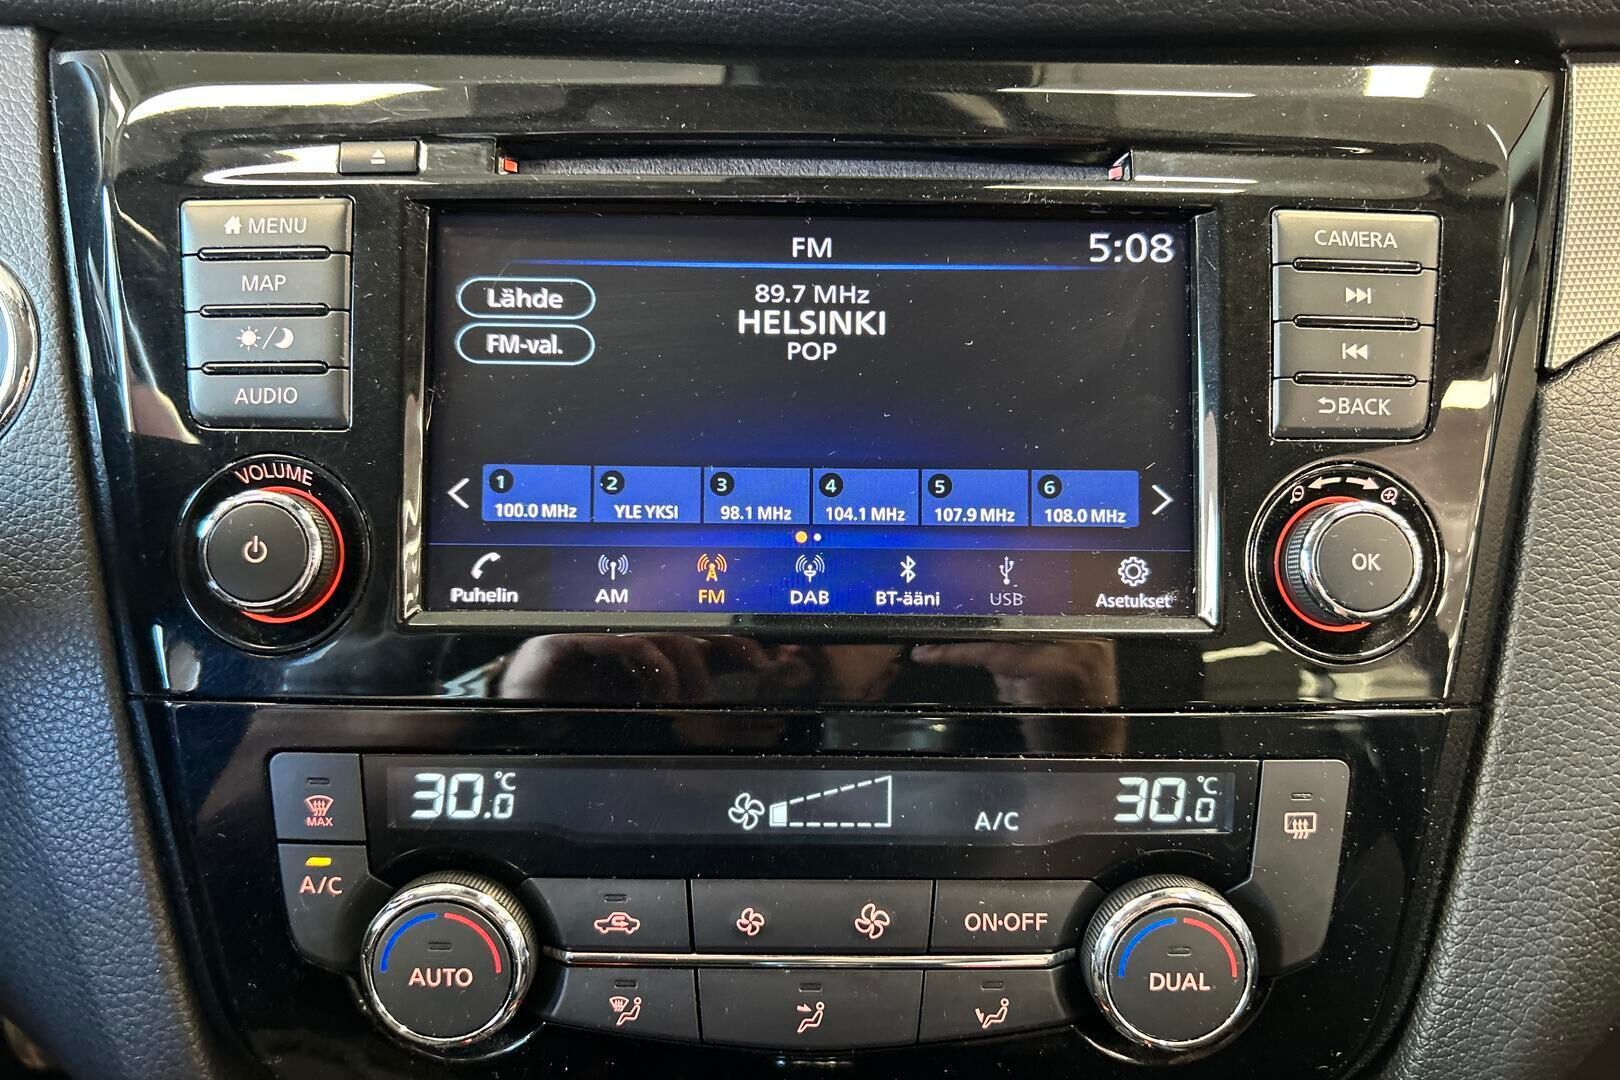 MENU
MAP
AUDIO
VOLUME
FM
5:08
Lähde
FM-val.
89.7 MHz
HELSINKI
POP
1 2 3 4 5 6
100.0 MHz YLE YKSI 98.1 MHz 104.1 MHz 107.9 MHz 108.0 MHz
Puhelin AM FM DAB BT-ääni USB Asetukset
CAMERA
BACK
OK
30.0 °C
A/C
30.0 °C
MAX
A/C
AUTO
ON·OFF
DUAL